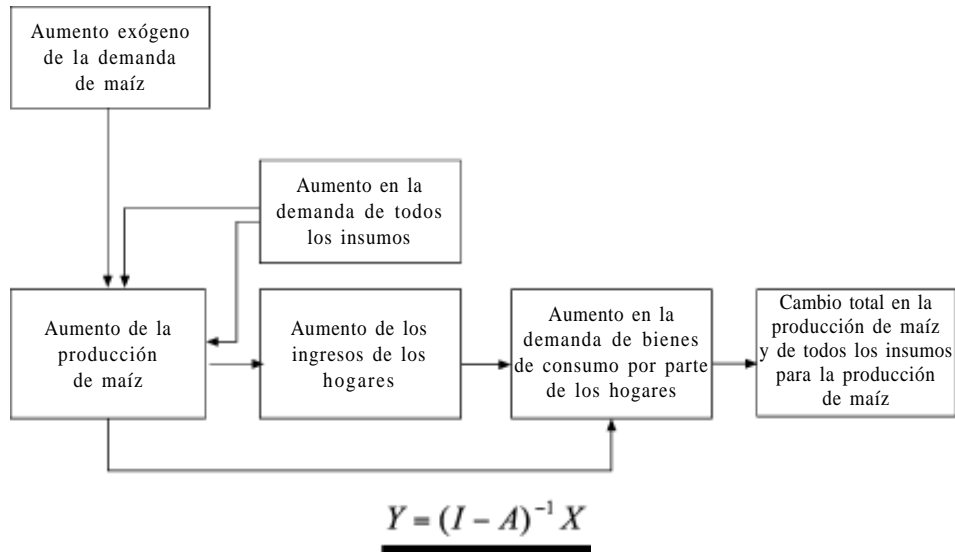 Aumento exógeno
de la demanda
de maíz
Aumento en la
demanda de todos
los insumos
Aumento de la
producción
de maíz
Aumento de los
ingresos de los
hogares
Aumento en la
demanda de bienes
de consumo por parte
de los hogares
Cambio total en la
producción de maíz
y de todos los insumos
para la producción
de maíz
Y = (I − A)⁻¹ X